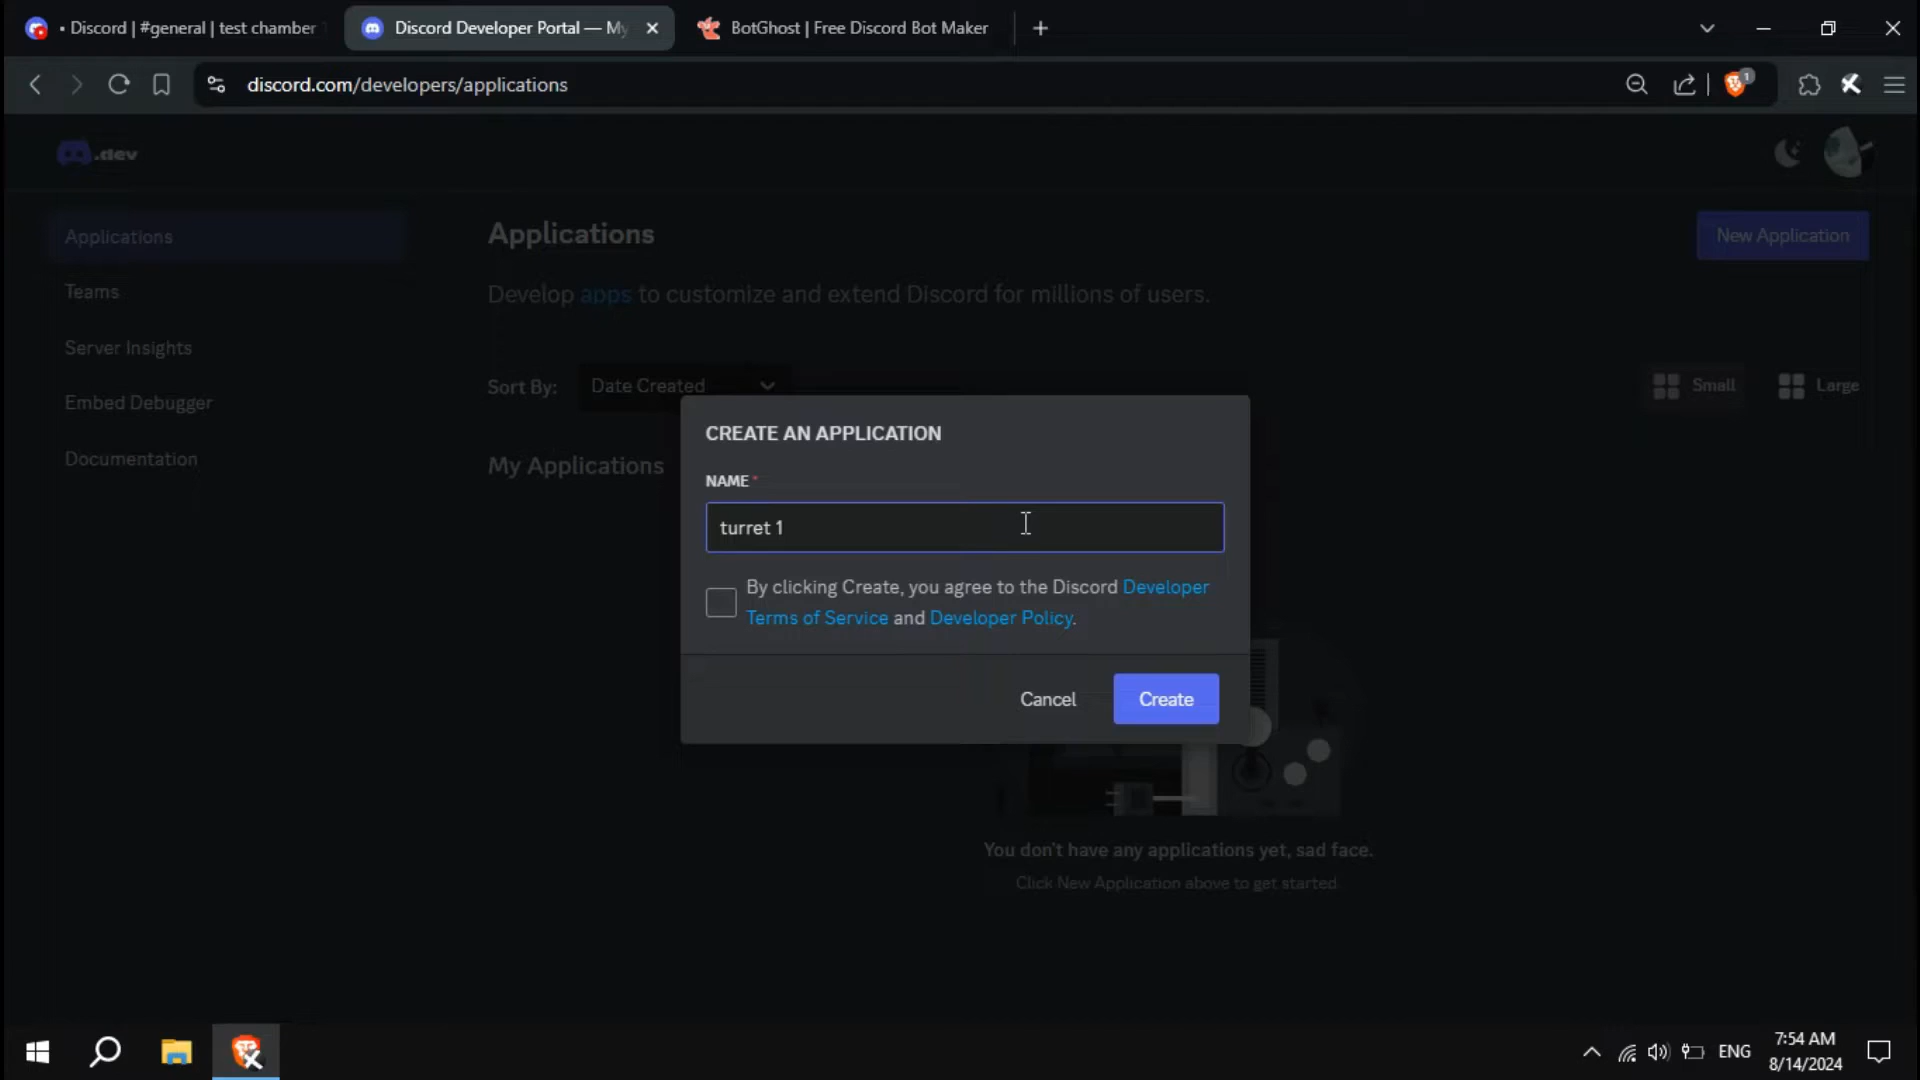 • Discord | #general | test chamber
Discord Developer Portal — My
BotGhost | Free Discord Bot Maker
discord.com/developers/applications
1
.dev
Applications
Teams
Server Insights
Embed Debugger
Documentation
Applications
New Application
Develop apps to customize and extend Discord for millions of users.
Sort By:
Date Created
Small
Large
My Applications
CREATE AN APPLICATION
NAME *
turret 1
By clicking Create, you agree to the Discord Developer
Terms of Service and Developer Policy.
Cancel
Create
You don't have any applications yet, sad face.
Click New Application above to get started.
ENG
7:54 AM
8/14/2024